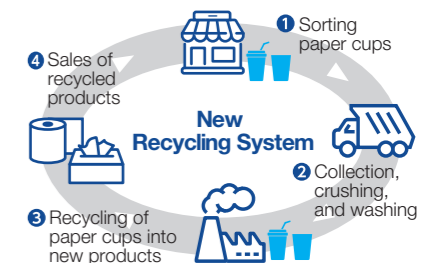 ❶ Sorting
paper cups
❹ Sales of
recycled
products
New
Recycling System
❷ Collection,
crushing,
and washing
❸ Recycling of
paper cups into
new products